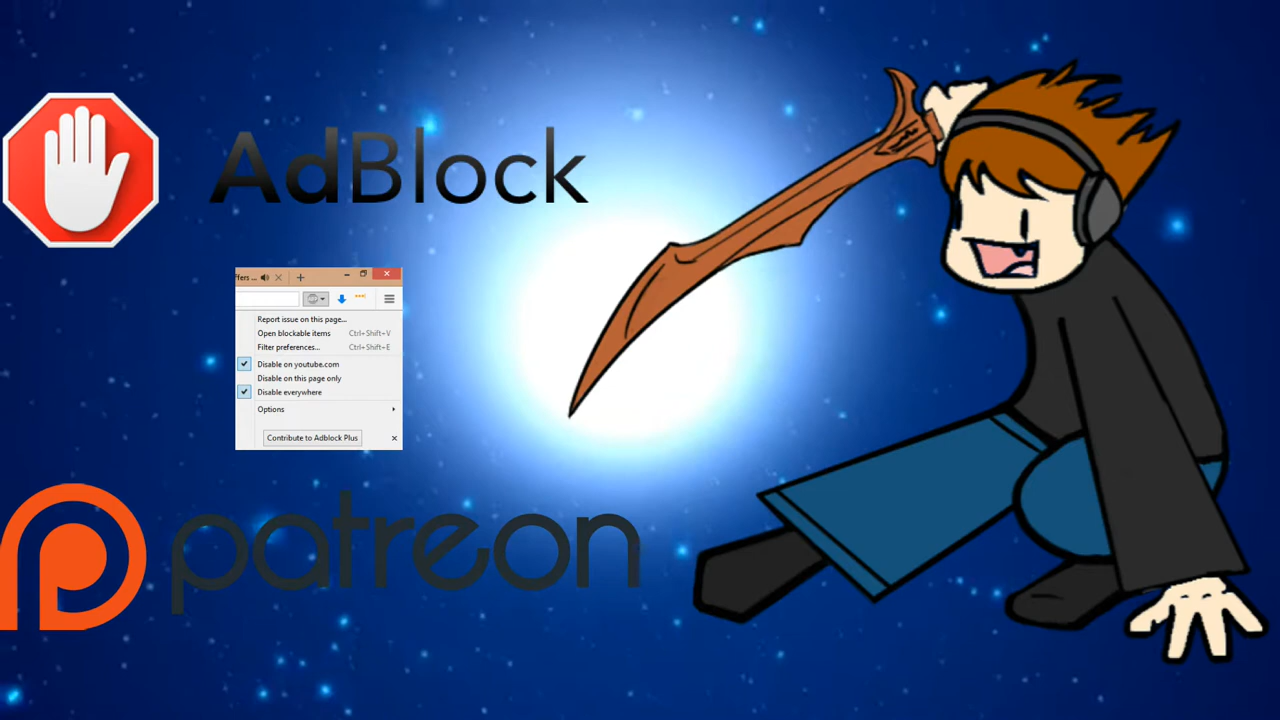 AdBlock
ffers ...
Report issue on this page...
Open blockable items Ctrl+Shift+V
Filter preferences... Ctrl+Shift+E
Disable on youtube.com
Disable on this page only
Disable everywhere
Options
Contribute to Adblock Plus
patreon